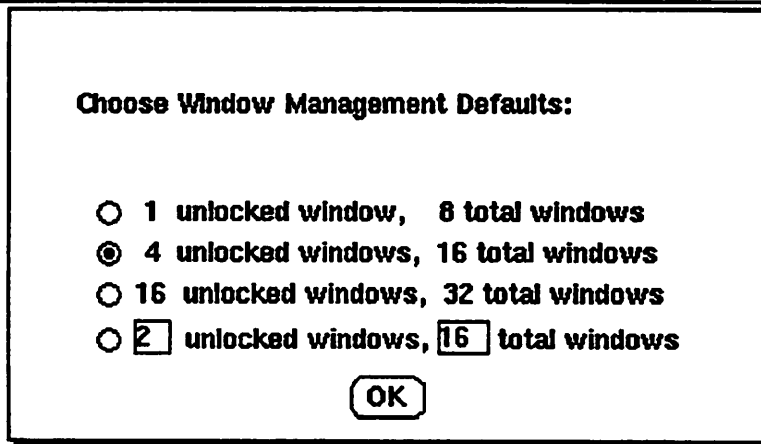 Choose Window Management Defaults:
1 unlocked window, 8 total windows
4 unlocked windows, 16 total windows
16 unlocked windows, 32 total windows
2 unlocked windows, 16 total windows
OK